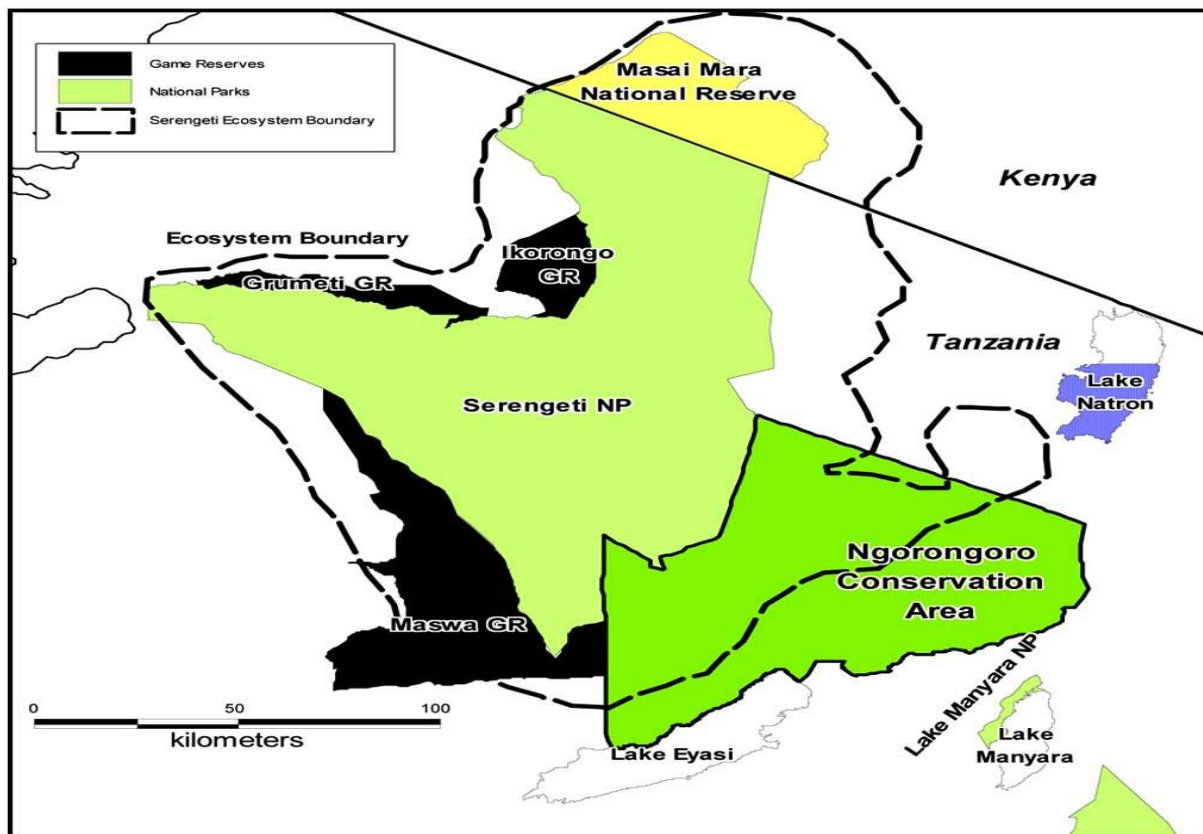 Game Reserves
National Parks
Serengeti Ecosystem Boundary
Masai Mara
National Reserve
Kenya
Ecosystem Boundary
Ikorongo
GR
Grumeti GR
Tanzania
Lake
Natron
Serengeti NP
Ngorongoro
Conservation
Area
Maswa GR
Lake Manyara NP
0 50 100
kilometers
Lake Eyasi
Lake
Manyara